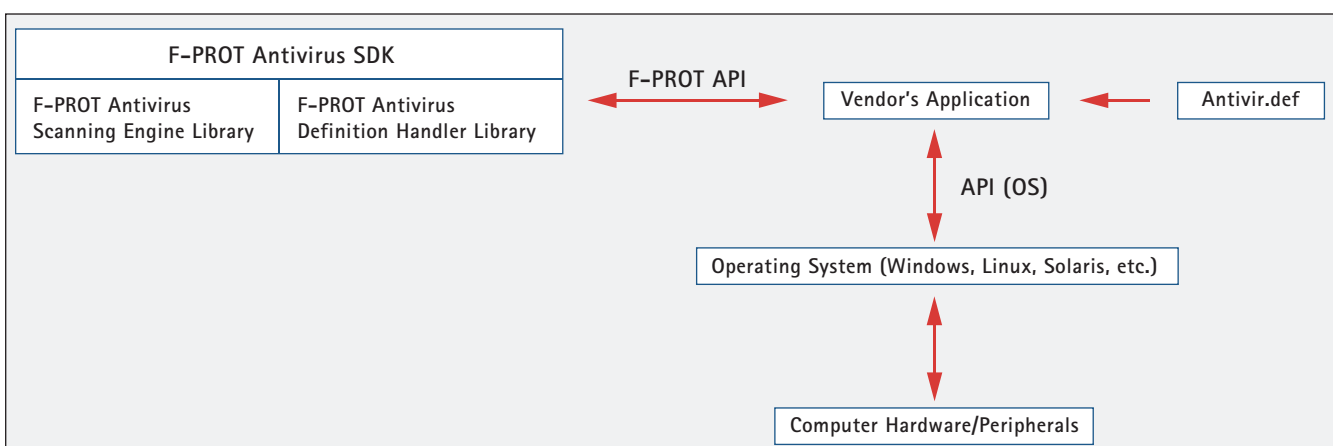 F-PROT Antivirus SDK
F-PROT Antivirus
Scanning Engine Library
F-PROT Antivirus
Definition Handler Library
F-PROT API
Vendor's Application
Antivir.def
API (OS)
Operating System (Windows, Linux, Solaris, etc.)
Computer Hardware/Peripherals